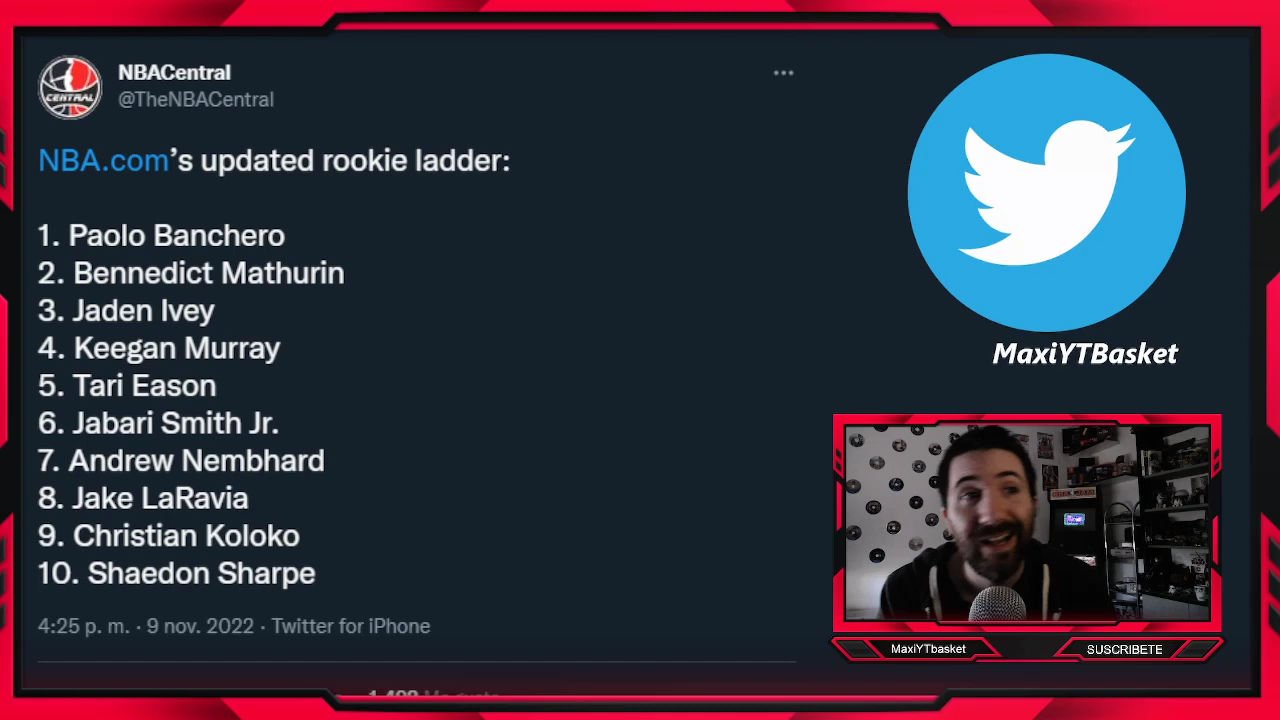 NBACentral
@TheNBACentral
CENTRAL
NBA.com’s updated rookie ladder:
1. Paolo Banchero
2. Bennedict Mathurin
3. Jaden Ivey
4. Keegan Murray
5. Tari Eason
6. Jabari Smith Jr.
7. Andrew Nembhard
8. Jake LaRavia
9. Christian Koloko
10. Shaedon Sharpe
4:25 p. m. · 9 nov. 2022 · Twitter for iPhone
MaxiYTBasket
MaxiYTbasket
SUSCRIBETE